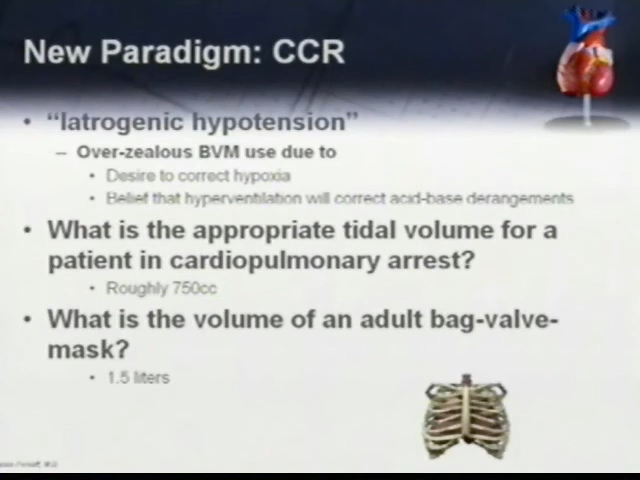 New Paradigm: CCR
• “Iatrogenic hypotension”
– Over-zealous BVM use due to
• Desire to correct hypoxia
• Belief that hyperventilation will correct acid-base derangements
• What is the appropriate tidal volume for a
patient in cardiopulmonary arrest?
• Roughly 750cc
• What is the volume of an adult bag-valve-
mask?
• 1.5 liters